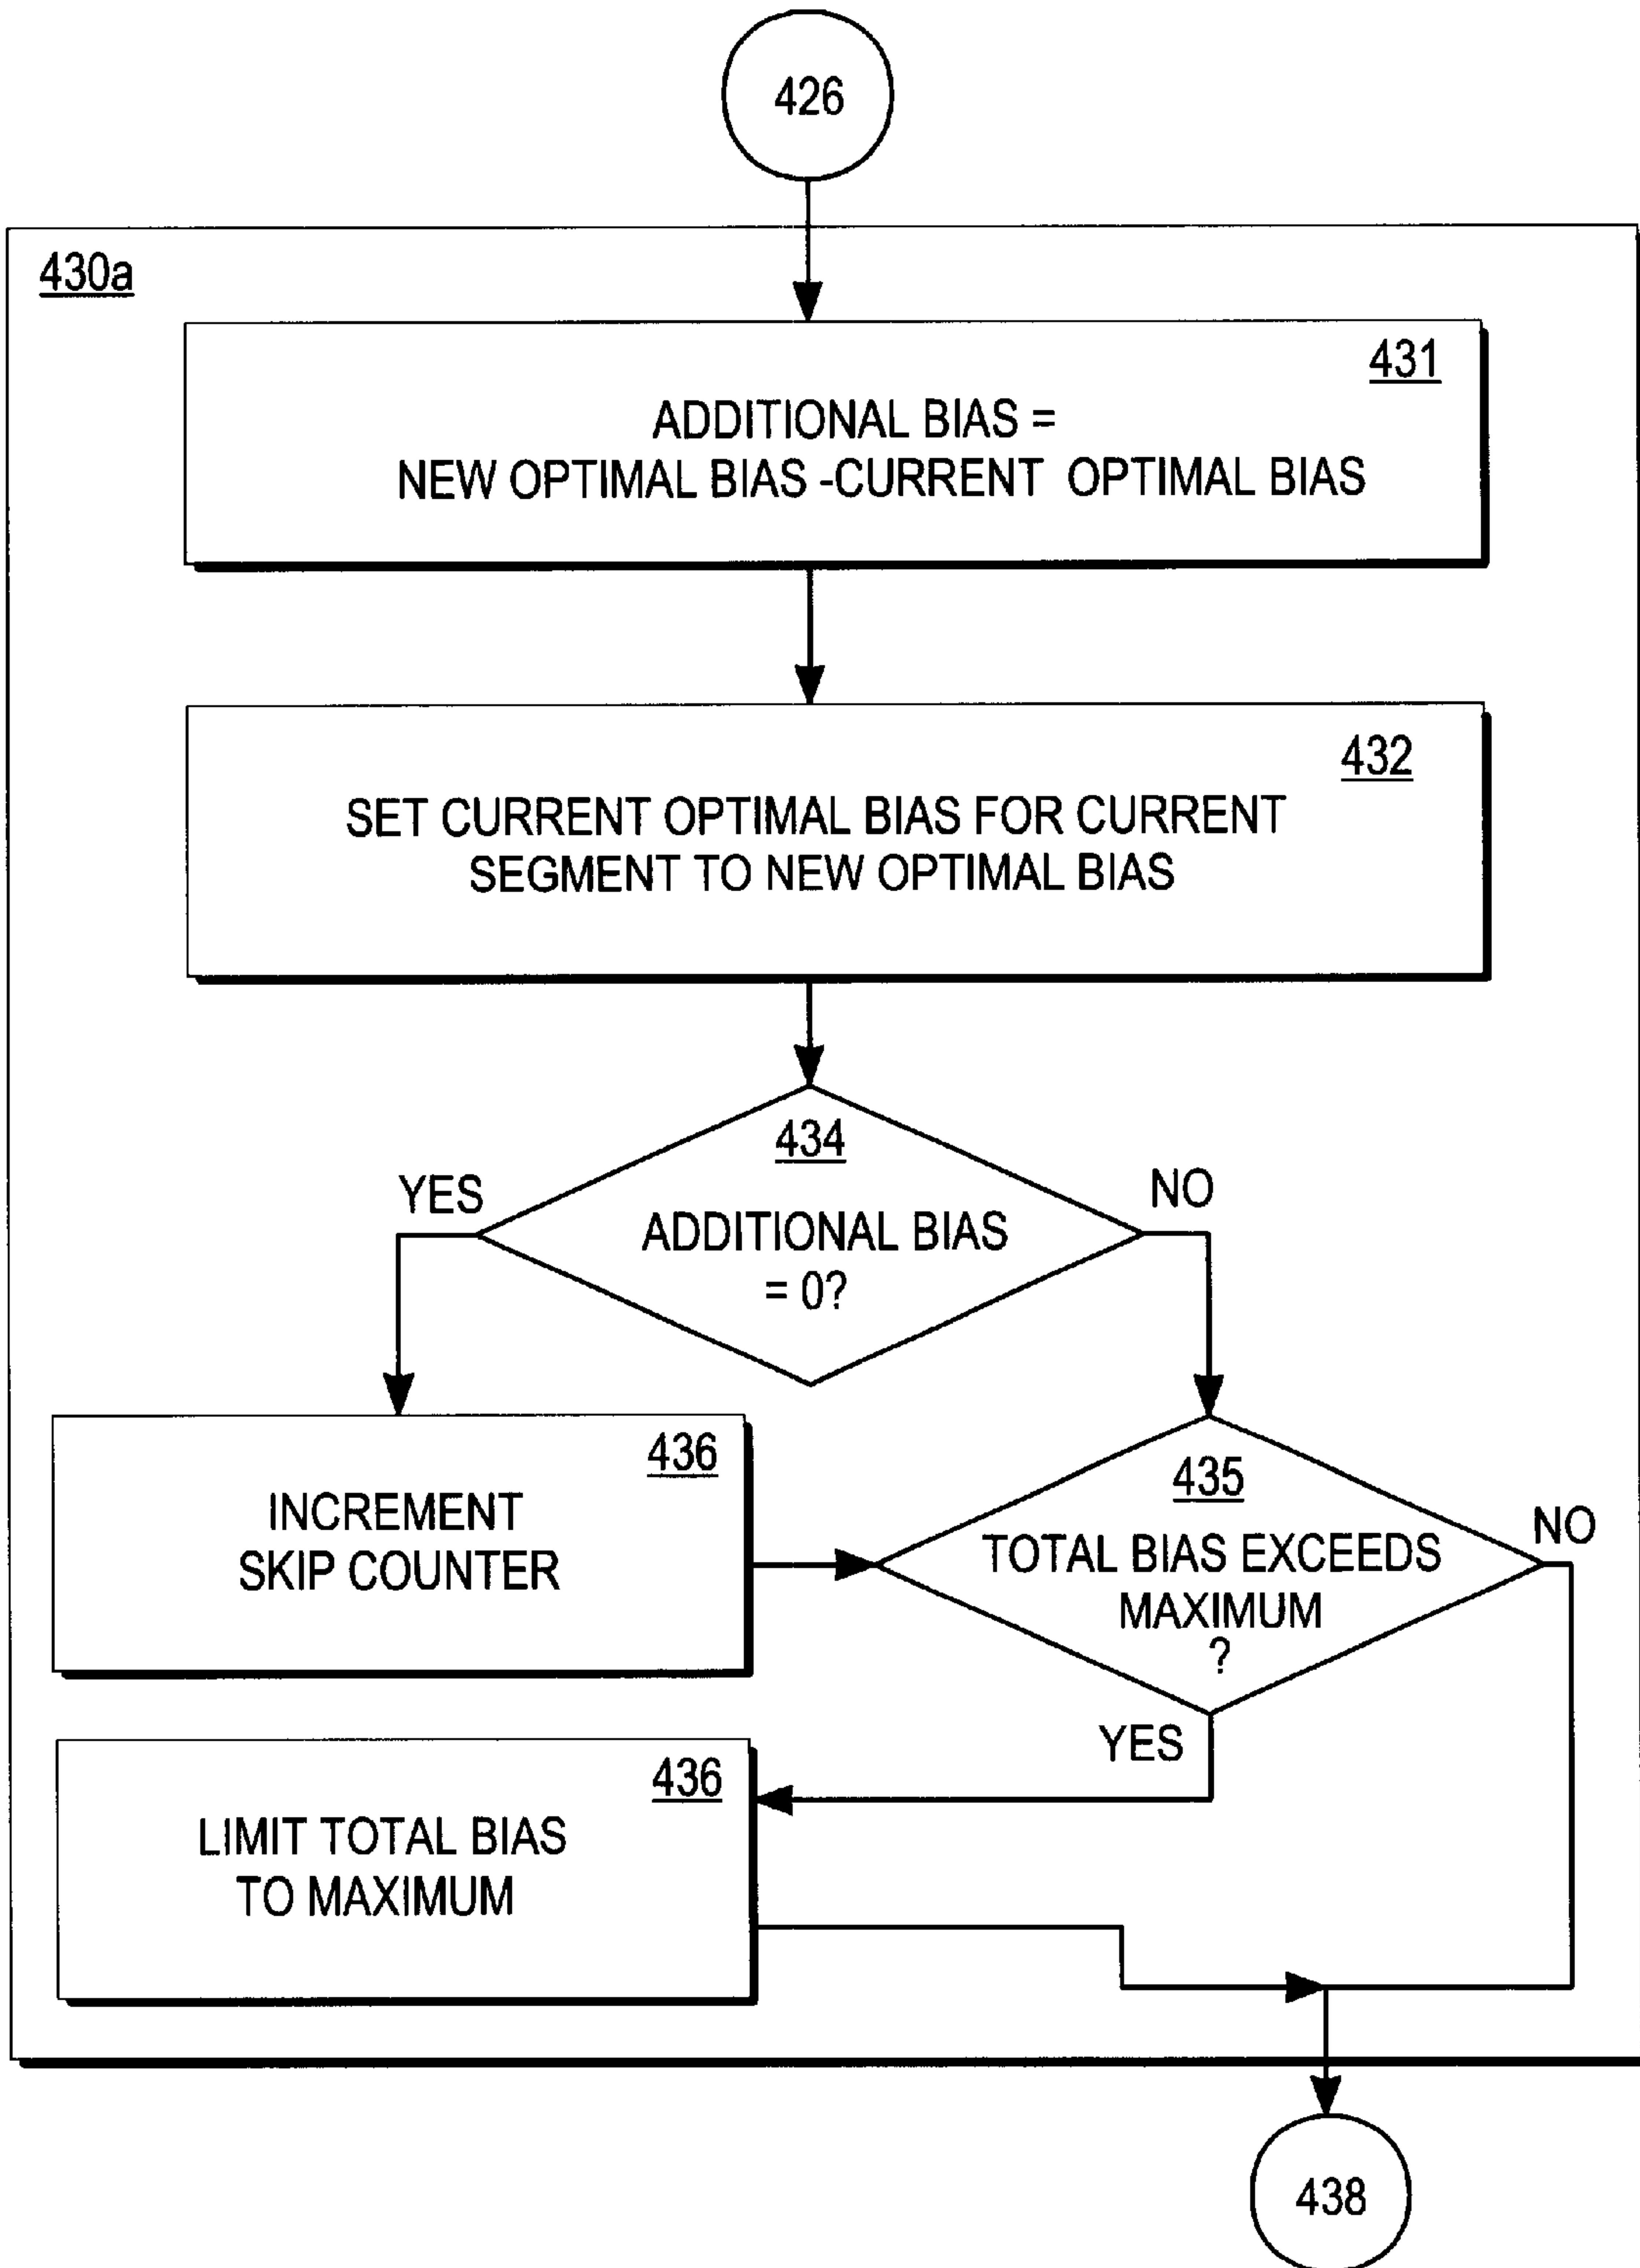 426
430a
431
ADDITIONAL BIAS =
NEW OPTIMAL BIAS -CURRENT OPTIMAL BIAS
432
SET CURRENT OPTIMAL BIAS FOR CURRENT
SEGMENT TO NEW OPTIMAL BIAS
434
YES
NO
ADDITIONAL BIAS
= 0?
436
INCREMENT
SKIP COUNTER
435
NO
TOTAL BIAS EXCEEDS
MAXIMUM
?
YES
436
LIMIT TOTAL BIAS
TO MAXIMUM
438